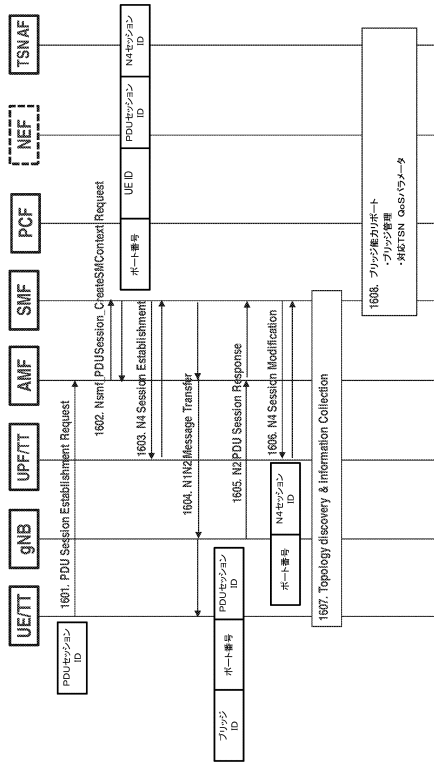 UE/TT
gNB
UPF/TT
AMF
SMF
PCF
NEF
TSN AF
PDUセッション
ID
1601. PDU Session Establishment Request
1602. Nsmf_PDUSession_CreateSMContext Request
ポート番号
UE ID
PDUセッション
ID
N4セッション
ID
1603. N4 Session Establishment
1604. N1N2 Message Transfer
ブリッジ
ID
ポート番号
PDUセッション
ID
1605. N2 PDU Session Response
1606. N4 Session Modification
ポート番号
N4セッション
ID
1607. Topology discovery & information Collection
1608. ブリッジ能力リポート
・ブリッジ管理
・対応TSN QoSパラメータ